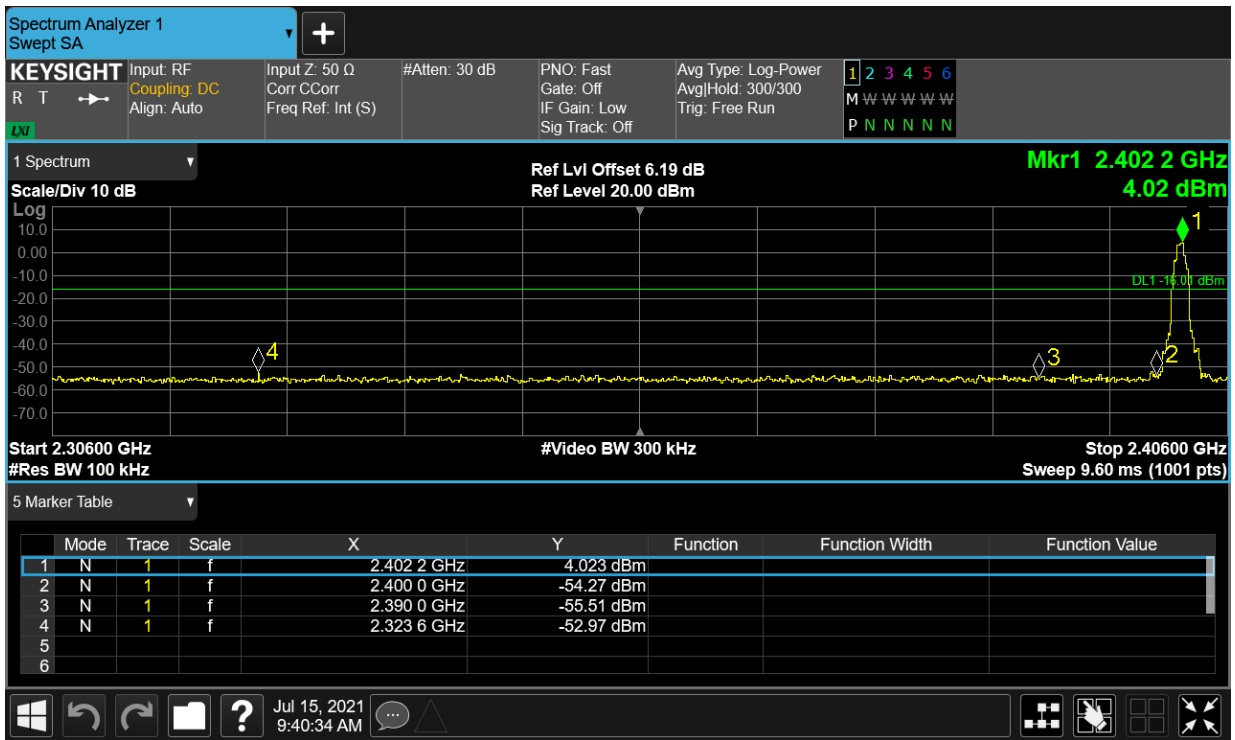 Spectrum Analyzer 1
Swept SA
+
KEYSIGHT
R T
LXI
Input: RF
Coupling: DC
Align: Auto
Input Z: 50 Ω
Corr CCorr
Freq Ref: Int (S)
#Atten: 30 dB
PNO: Fast
Gate: Off
IF Gain: Low
Sig Track: Off
Avg Type: Log-Power
Avg|Hold: 300/300
Trig: Free Run
1 2 3 4 5 6
M W W W W W
P N N N N N
1 Spectrum
Scale/Div 10 dB
Ref Lvl Offset 6.19 dB
Ref Level 20.00 dBm
Mkr1 2.402 2 GHz
4.02 dBm
Log
10.0
0.00
-10.0
-20.0
-30.0
-40.0
-50.0
-60.0
-70.0
1
DL1 -16.01 dBm
4
3
2
Start 2.30600 GHz
#Res BW 100 kHz
#Video BW 300 kHz
Stop 2.40600 GHz
Sweep 9.60 ms (1001 pts)
5 Marker Table
Mode Trace Scale X Y Function Function Width Function Value
1 N 1 f 2.402 2 GHz 4.023 dBm
2 N 1 f 2.400 0 GHz -54.27 dBm
3 N 1 f 2.390 0 GHz -55.51 dBm
4 N 1 f 2.323 6 GHz -52.97 dBm
5
6
?
Jul 15, 2021
9:40:34 AM